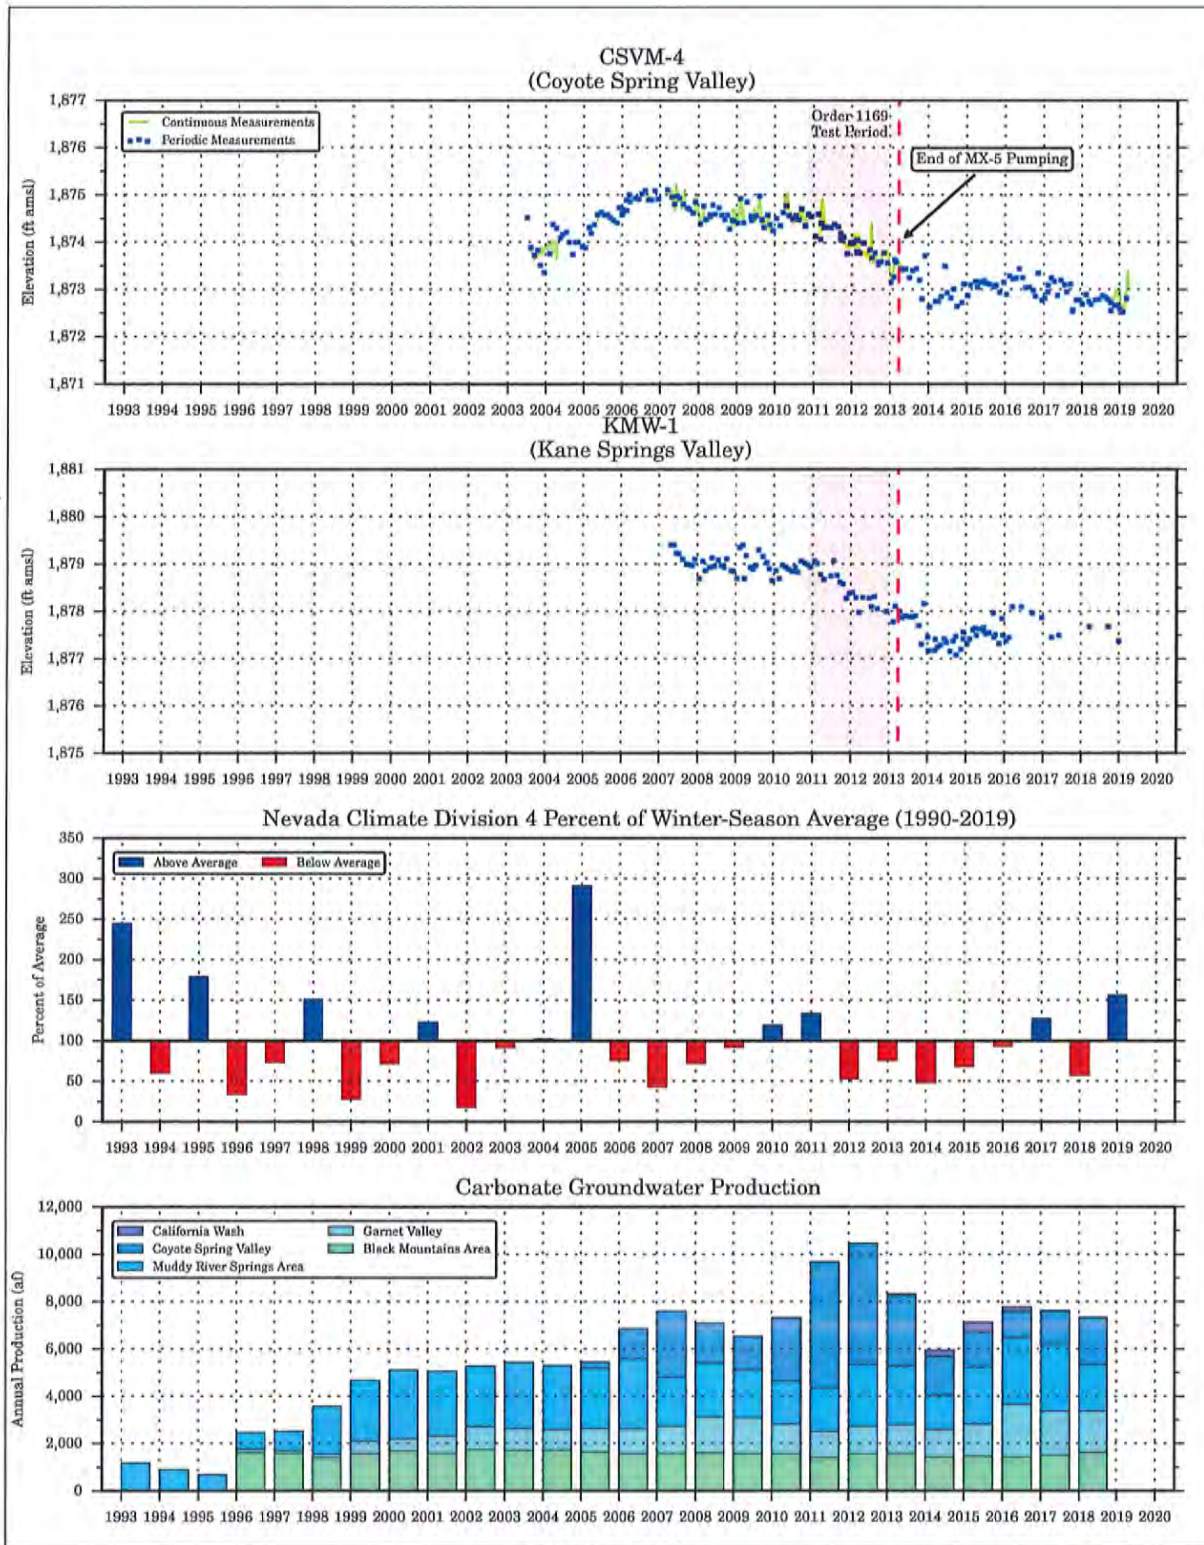 CSVM-4
(Coyote Spring Valley)
1,877
1,876
1,875
1,874
1,873
1,872
1,871
Elevation (ft amsl)
Continuous Measurements
Periodic Measurements
Order 1169
Test Period
End of MX-5 Pumping
1993 1994 1995 1996 1997 1998 1999 2000 2001 2002 2003 2004 2005 2006 2007 2008 2009 2010 2011 2012 2013 2014 2015 2016 2017 2018 2019 2020
KMW-1
(Kane Springs Valley)
1,881
1,880
1,879
1,878
1,877
1,876
1,875
Elevation (ft amsl)
1993 1994 1995 1996 1997 1998 1999 2000 2001 2002 2003 2004 2005 2006 2007 2008 2009 2010 2011 2012 2013 2014 2015 2016 2017 2018 2019 2020
Nevada Climate Division 4 Percent of Winter-Season Average (1990-2019)
350
300
250
200
150
100
50
0
Percent of Average
Above Average Below Average
1993 1994 1995 1996 1997 1998 1999 2000 2001 2002 2003 2004 2005 2006 2007 2008 2009 2010 2011 2012 2013 2014 2015 2016 2017 2018 2019 2020
Carbonate Groundwater Production
12,000
10,000
8,000
6,000
4,000
2,000
0
Annual Production (af)
California Wash Garnet Valley
Coyote Spring Valley Black Mountains Area
Muddy River Springs Area
1993 1994 1995 1996 1997 1998 1999 2000 2001 2002 2003 2004 2005 2006 2007 2008 2009 2010 2011 2012 2013 2014 2015 2016 2017 2018 2019 2020